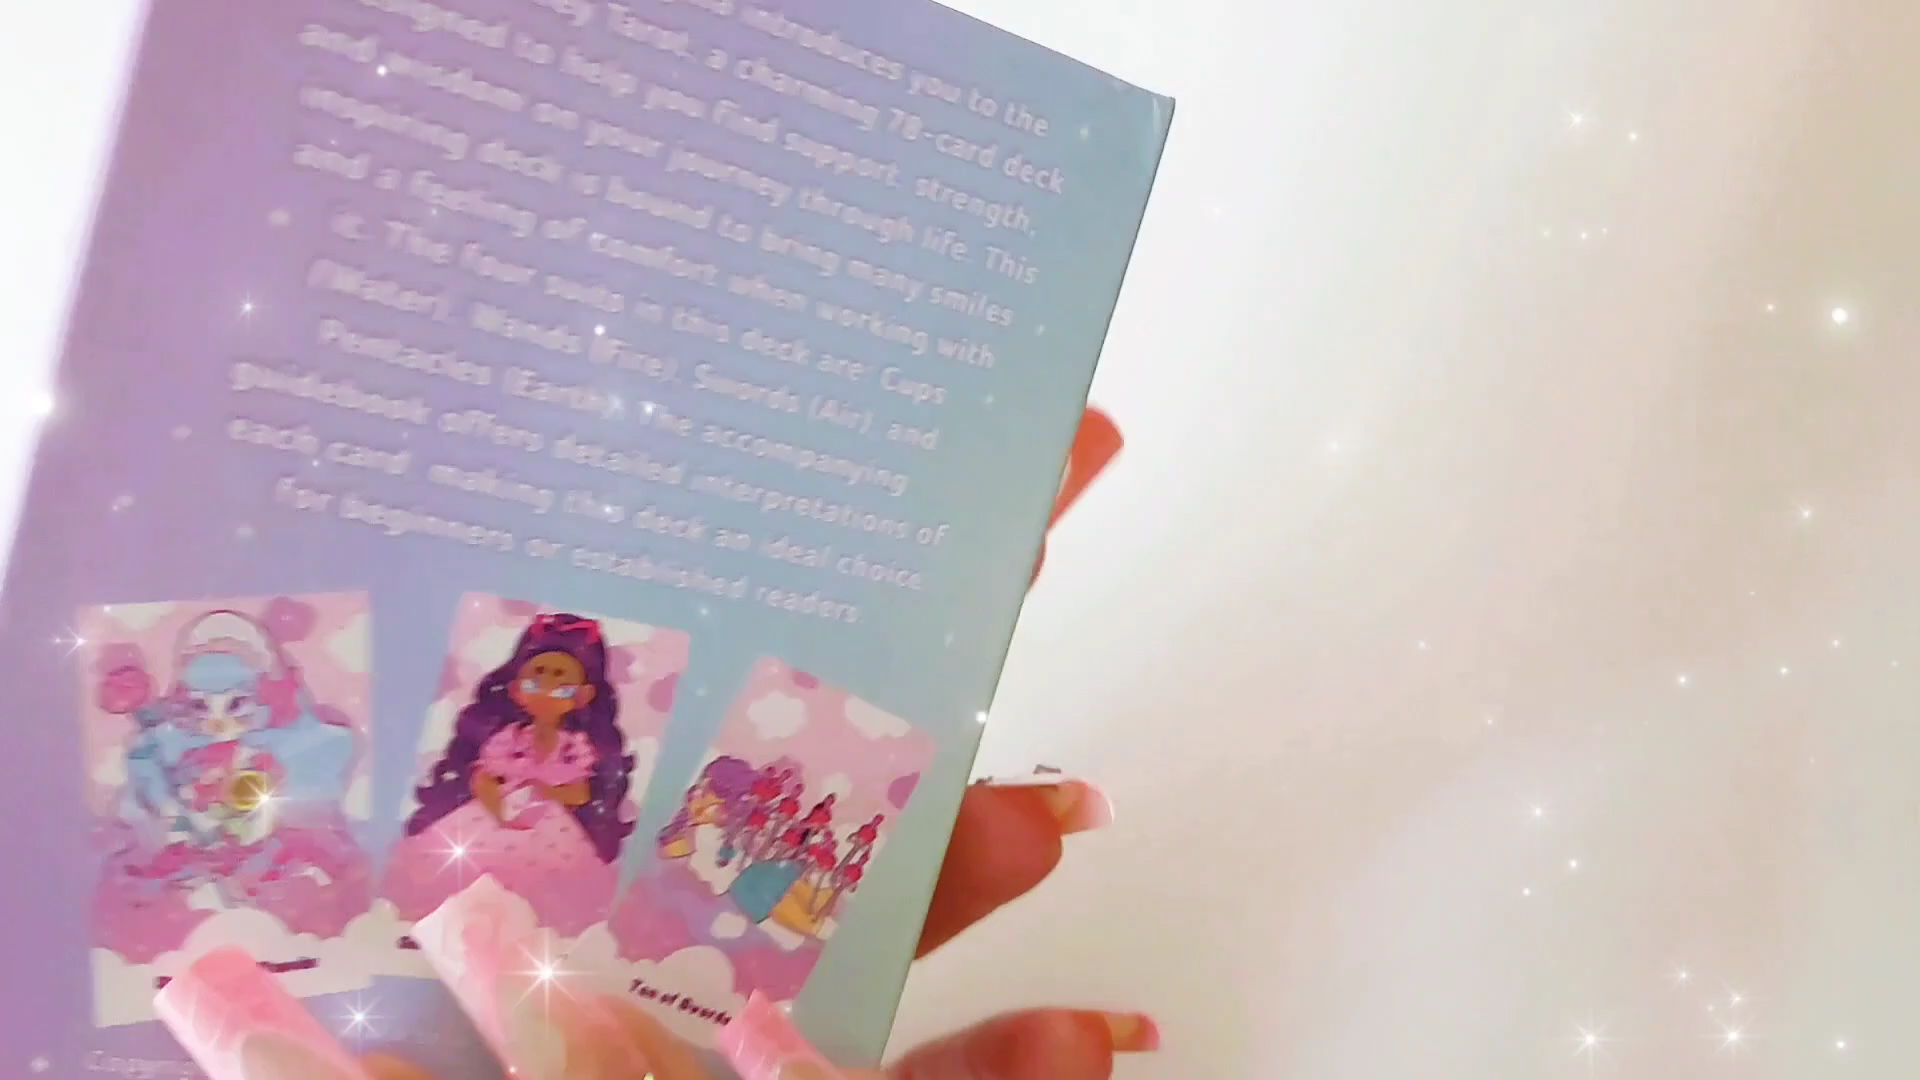 introduces you to the
Tarot, a charming 78-card deck
designed to help you find support, strength,
and wisdom on your journey through life. This
inspiring deck is bound to bring many smiles
and a feeling of comfort when working with
it. The four suits in this deck are: Cups
(Water), Wands (Fire), Swords (Air), and
Pentacles (Earth). The accompanying
guidebook offers detailed interpretations of
each card, making this deck an ideal choice
for beginners or established readers.
Ten of Swords